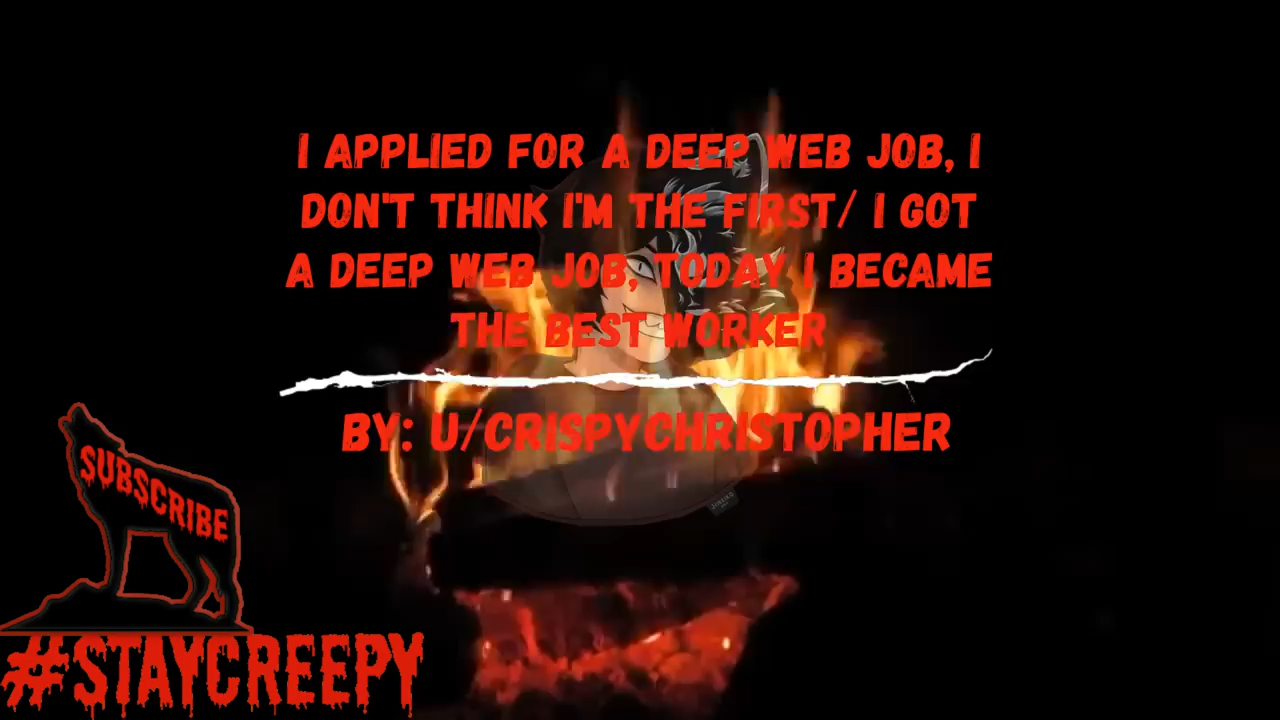 I APPLIED FOR A DEEP WEB JOB, I
DON'T THINK I'M THE FIRST/ I GOT
A DEEP WEB JOB, TODAY I BECAME
THE BEST WORKER
BY: U/CRISPYCHRISTOPHER
SUBSCRIBE
#STAYCREEPY